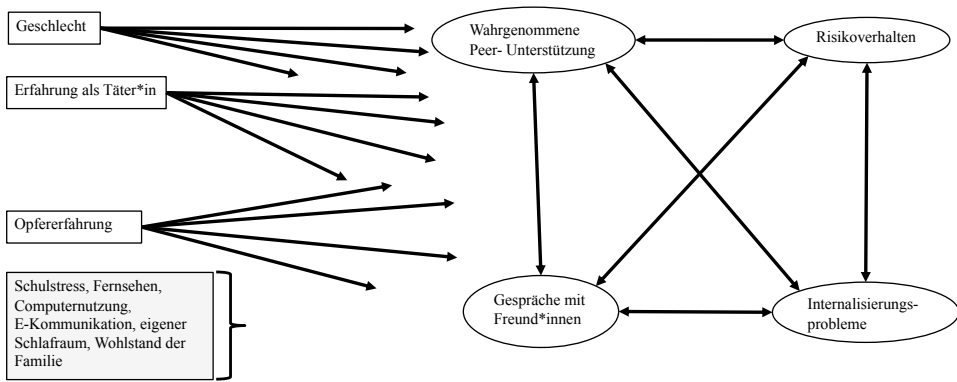 Geschlecht
Erfahrung als Täter*in
Opfererfahrung
Schulstress, Fernsehen,
Computernutzung,
E-Kommunikation, eigener
Schlafraum, Wohlstand der
Familie
Wahrgenommene
Peer- Unterstützung
Risikoverhalten
Gespräche mit
Freund*innen
Internalisierungs-
probleme